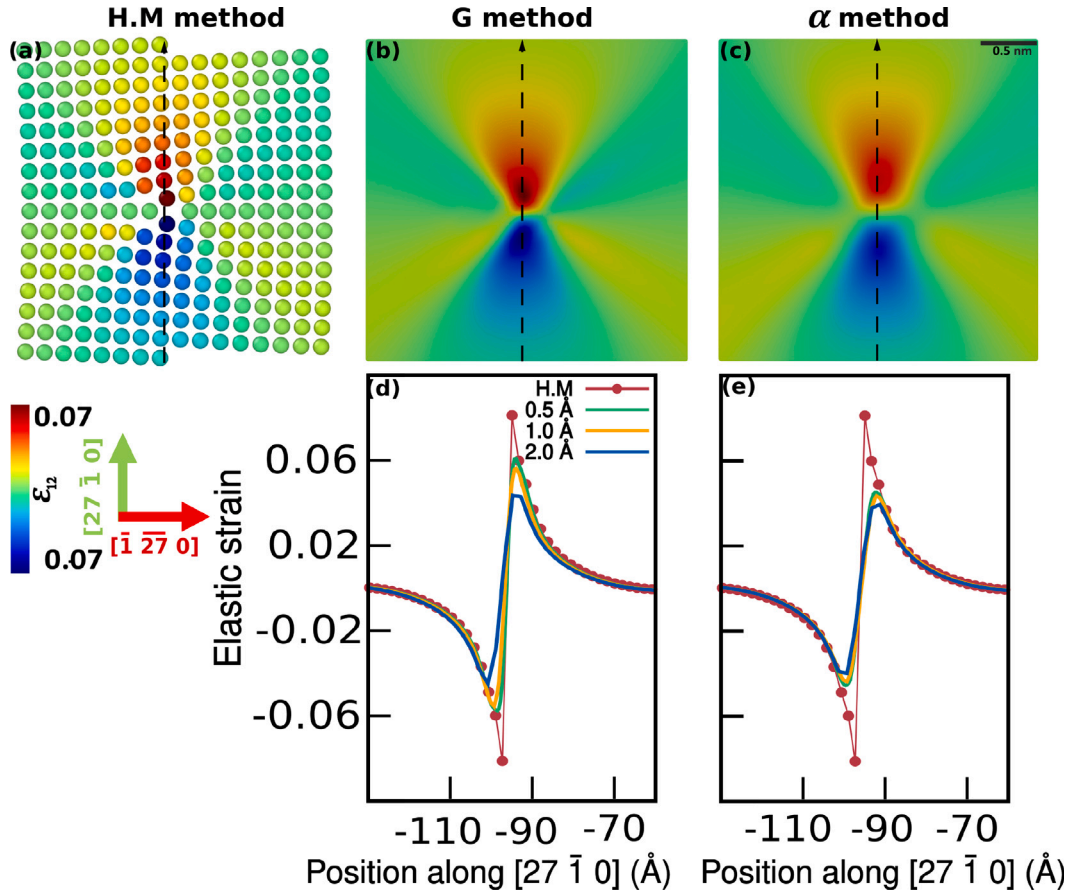 H.M method
G method
α method
(a)
(b)
(c)
0.5 nm
0.07
ε12
0.07
[27 1̅ 0]
[1̅ 2̅7̅ 0]
(d)
H.M
0.5 Å
1.0 Å
2.0 Å
(e)
Elastic strain
0.06
0.02
-0.02
-0.06
-110 -90 -70
-110 -90 -70
Position along [27 1̅ 0] (Å)
Position along [27 1̅ 0] (Å)